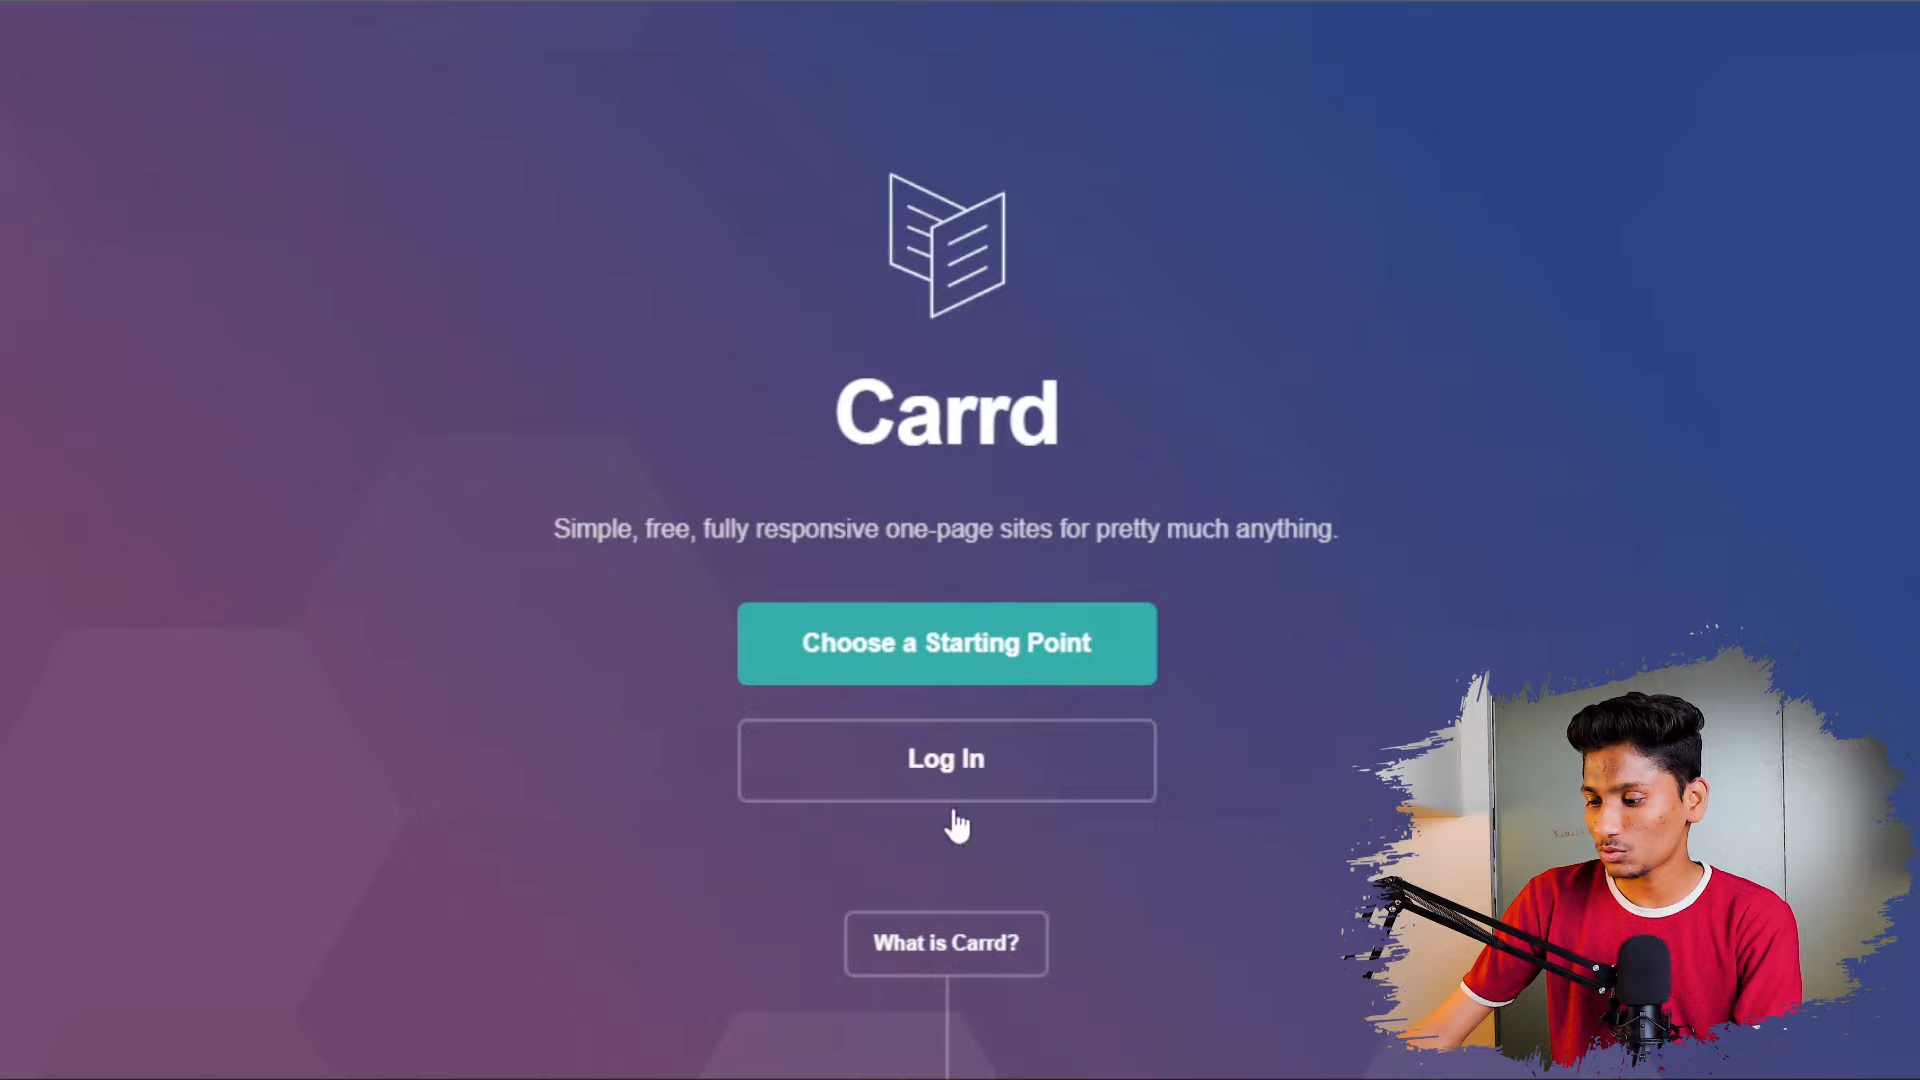 Carrd
Simple, free, fully responsive one-page sites for pretty much anything.
Choose a Starting Point
Log In
What is Carrd?